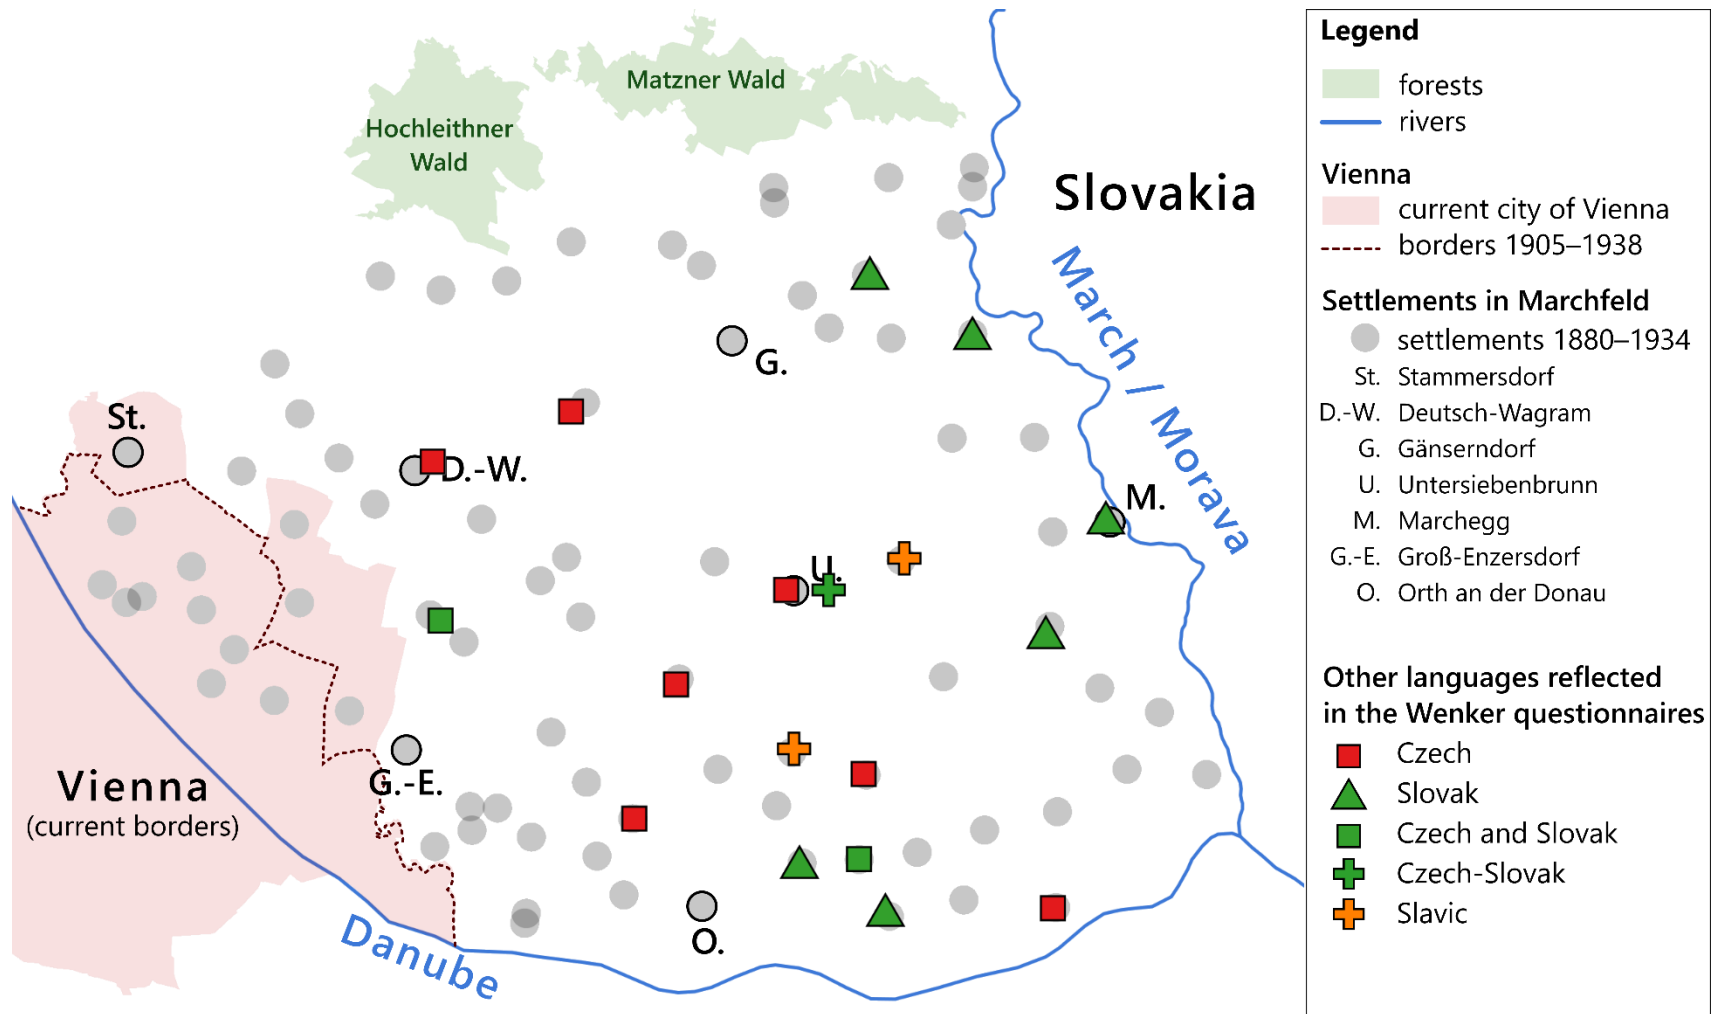 Matzner Wald
Hochleithner
Wald
Slovakia
March / Morava
G.
St.
D.-W.
M.
U.
G.-E.
Vienna
(current borders)
O.
Danube
Legend
forests
rivers
Vienna
current city of Vienna
borders 1905–1938
Settlements in Marchfeld
settlements 1880–1934
St. Stammersdorf
D.-W. Deutsch-Wagram
G. Gänserndorf
U. Untersiebenbrunn
M. Marchegg
G.-E. Groß-Enzersdorf
O. Orth an der Donau
Other languages reflected
in the Wenker questionnaires
Czech
Slovak
Czech and Slovak
Czech-Slovak
Slavic